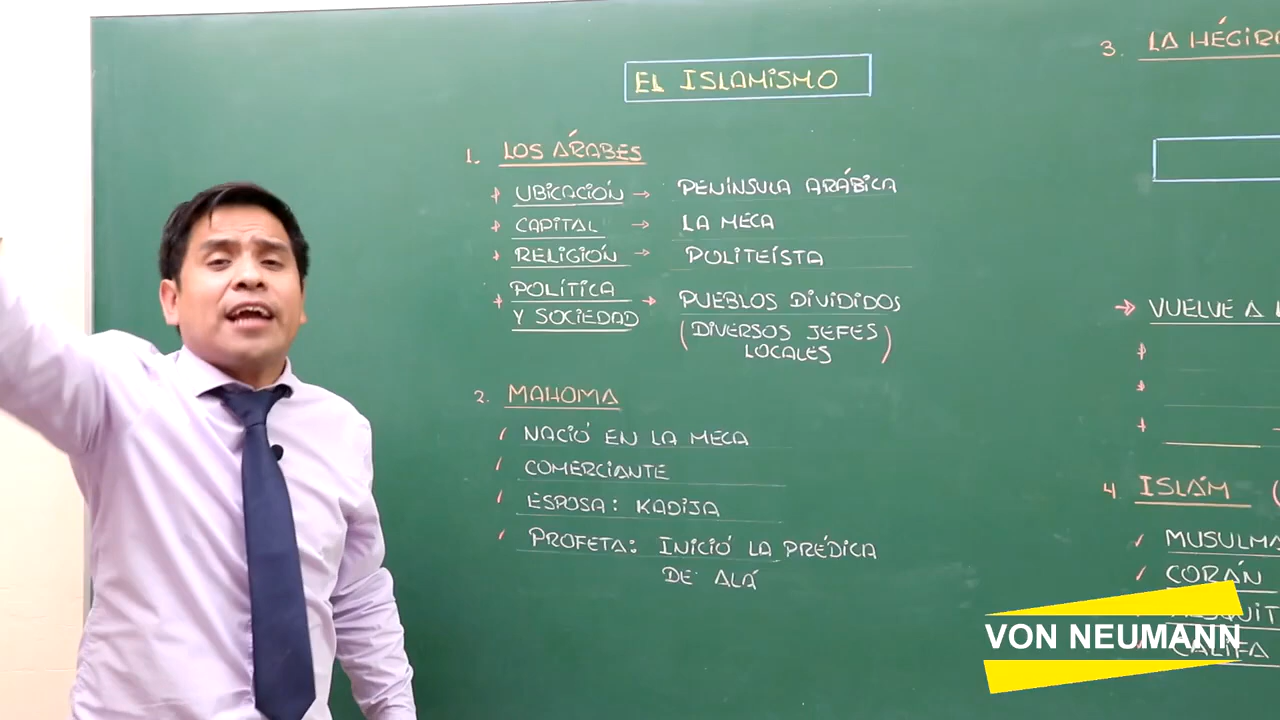 EL ISLAMISMO
1. LOS ÁRABES
+ UBICACIÓN → PENÍNSULA ARÁBICA
+ CAPITAL → LA MECA
+ RELIGIÓN → POLITEÍSTA
+ POLÍTICA
Y SOCIEDAD → PUEBLOS DIVIDIDOS
(DIVERSOS JEFES
LOCALES)
2. MAHOMA
NACIÓ EN LA MECA
COMERCIANTE
ESPOSA: KADIJA
PROFETA: INICIÓ LA PRÉDICA
DE ALÁ
3. LA HÉGIR
→ VUELVE A
4. ISLÁM (
MUSULMA
CORÁN
CALIFA
VON NEUMANN